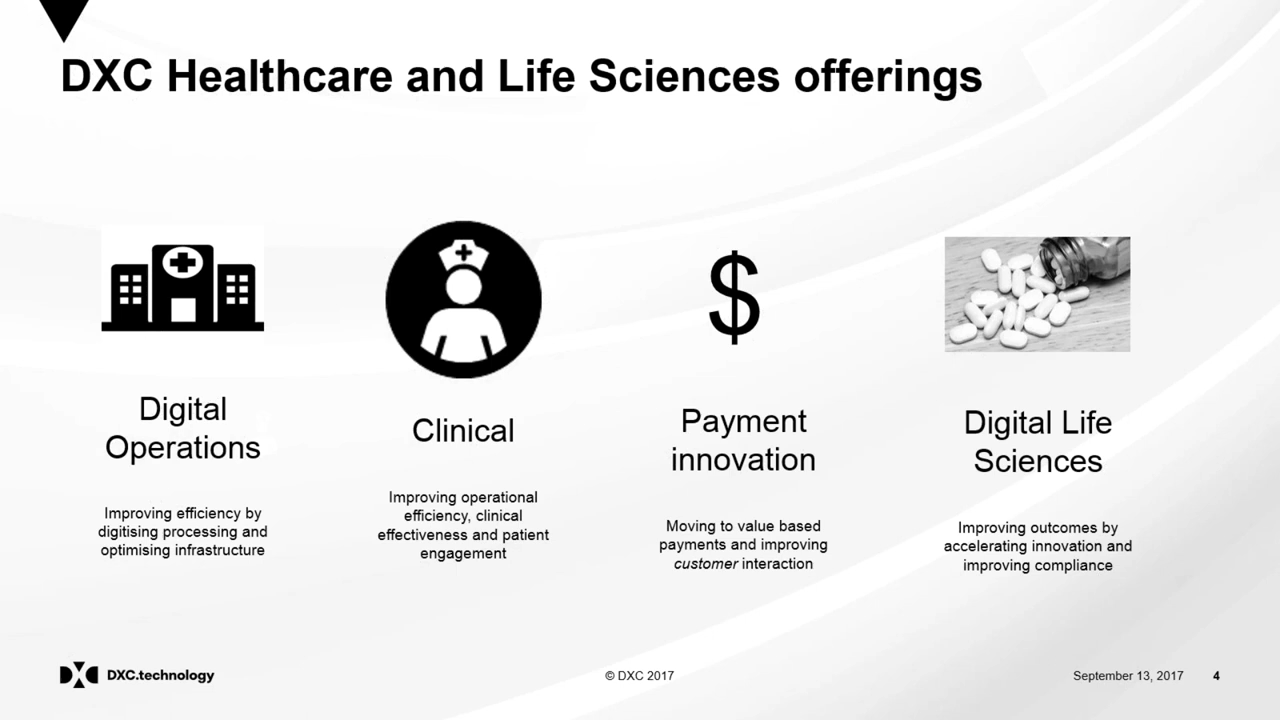 DXC Healthcare and Life Sciences offerings
Digital
Operations
Improving efficiency by
digitising processing and
optimising infrastructure
Clinical
Improving operational
efficiency, clinical
effectiveness and patient
engagement
$
Payment
innovation
Moving to value based
payments and improving
customer interaction
Digital Life
Sciences
Improving outcomes by
accelerating innovation and
improving compliance
DXC.technology
© DXC 2017
September 13, 2017
4